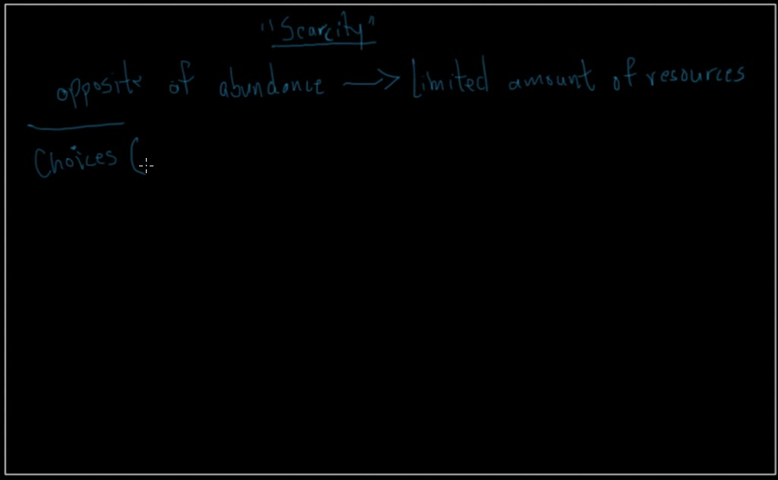 "Scarcity"
opposite of abundance → limited amount of resources
Choices (